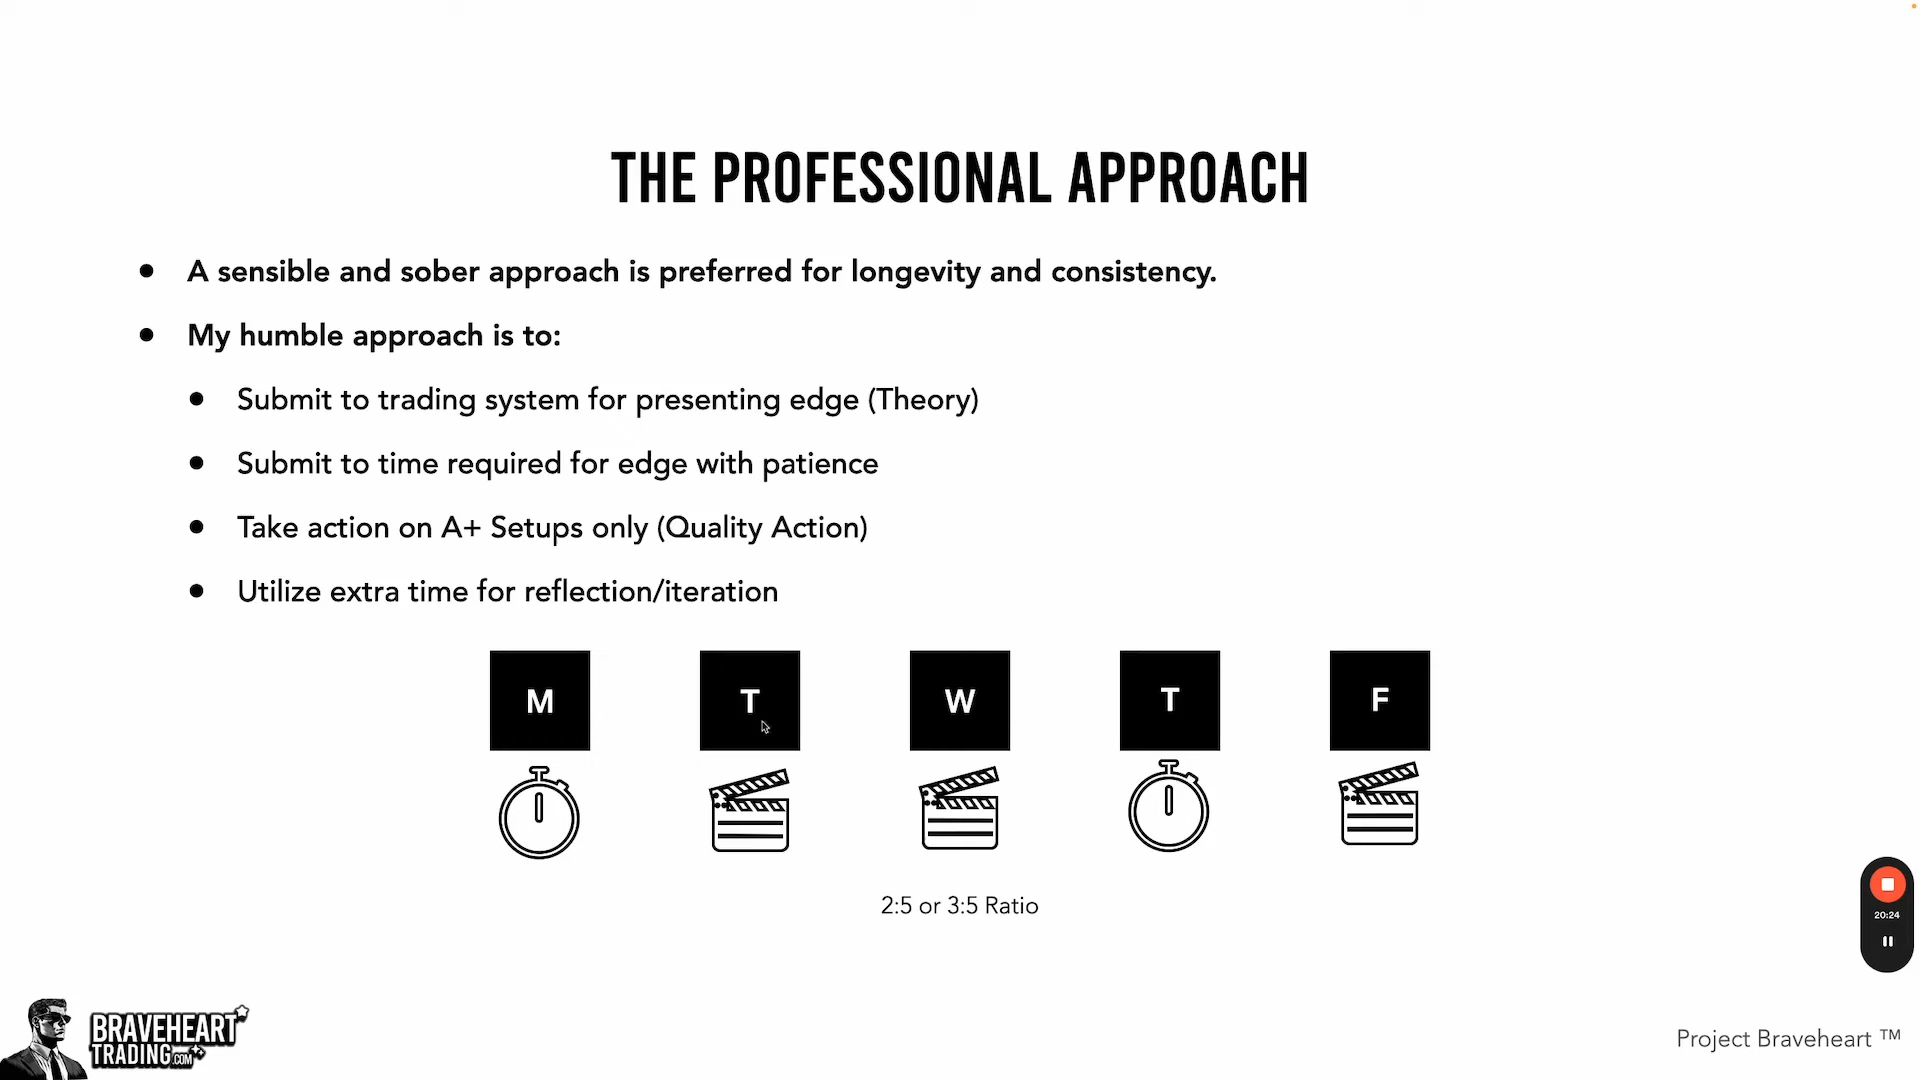 THE PROFESSIONAL APPROACH
• A sensible and sober approach is preferred for longevity and consistency.
• My humble approach is to:
• Submit to trading system for presenting edge (Theory)
• Submit to time required for edge with patience
• Take action on A+ Setups only (Quality Action)
• Utilize extra time for reflection/iteration
M T W T F
2:5 or 3:5 Ratio
20:24
BRAVEHEART
TRADING.COM
Project Braveheart ™